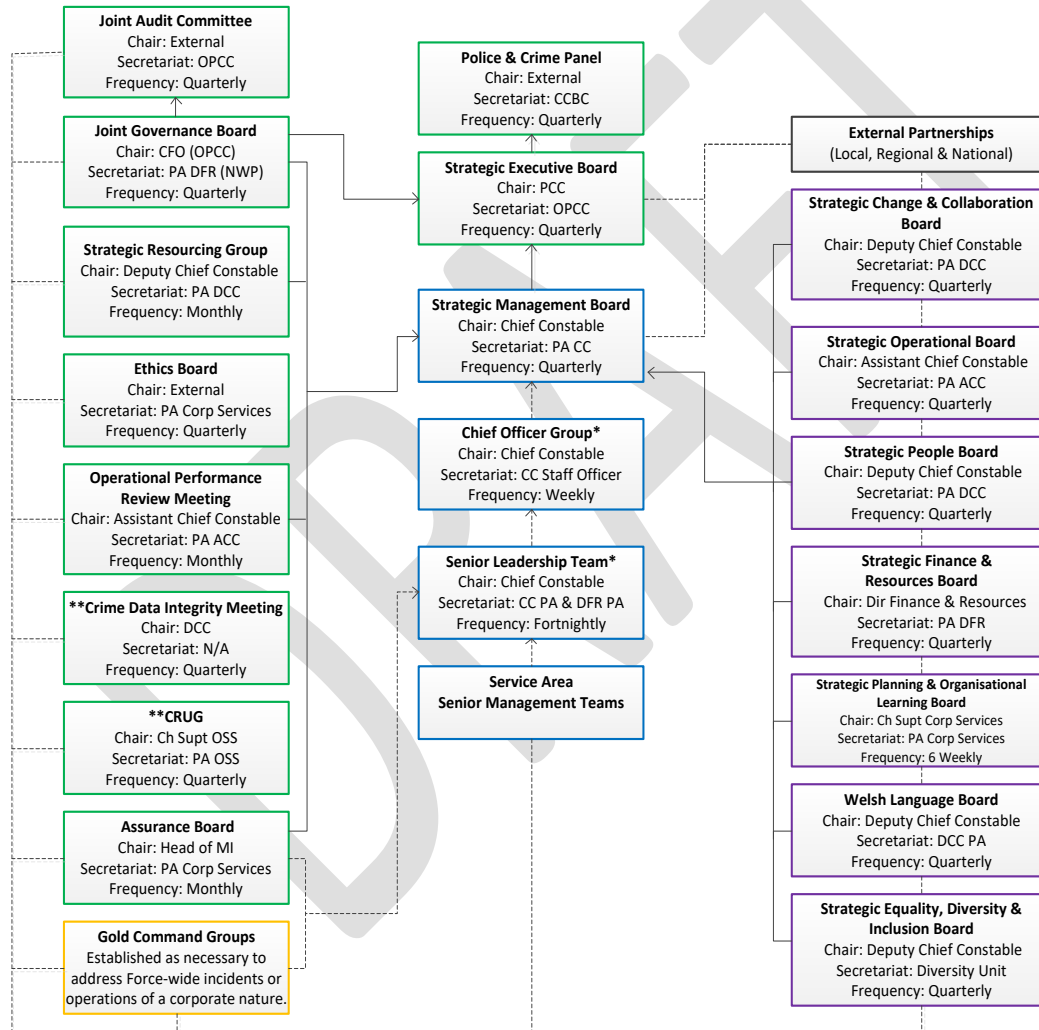 Joint Audit Committee
Chair: External
Secretariat: OPCC
Frequency: Quarterly
Joint Governance Board
Chair: CFO (OPCC)
Secretariat: PA DFR (NWP)
Frequency: Quarterly
Strategic Resourcing Group
Chair: Deputy Chief Constable
Secretariat: PA DCC
Frequency: Monthly
Ethics Board
Chair: External
Secretariat: PA Corp Services
Frequency: Quarterly
Operational Performance
Review Meeting
Chair: Assistant Chief Constable
Secretariat: PA ACC
Frequency: Monthly
**Crime Data Integrity Meeting
Chair: DCC
Secretariat: N/A
Frequency: Quarterly
**CRUG
Chair: Ch Supt OSS
Secretariat: PA OSS
Frequency: Quarterly
Assurance Board
Chair: Head of MI
Secretariat: PA Corp Services
Frequency: Monthly
Gold Command Groups
Established as necessary to
address Force-wide incidents or
operations of a corporate nature.
Police & Crime Panel
Chair: External
Secretariat: CCBC
Frequency: Quarterly
Strategic Executive Board
Chair: PCC
Secretariat: OPCC
Frequency: Quarterly
Strategic Management Board
Chair: Chief Constable
Secretariat: PA CC
Frequency: Quarterly
Chief Officer Group*
Chair: Chief Constable
Secretariat: CC Staff Officer
Frequency: Weekly
Senior Leadership Team*
Chair: Chief Constable
Secretariat: CC PA & DFR PA
Frequency: Fortnightly
Service Area
Senior Management Teams
External Partnerships
(Local, Regional & National)
Strategic Change & Collaboration
Board
Chair: Deputy Chief Constable
Secretariat: PA DCC
Frequency: Quarterly
Strategic Operational Board
Chair: Assistant Chief Constable
Secretariat: PA ACC
Frequency: Quarterly
Strategic People Board
Chair: Deputy Chief Constable
Secretariat: PA DCC
Frequency: Quarterly
Strategic Finance &
Resources Board
Chair: Dir Finance & Resources
Secretariat: PA DFR
Frequency: Quarterly
Strategic Planning & Organisational
Learning Board
Chair: Ch Supt Corp Services
Secretariat: PA Corp Services
Frequency: 6 Weekly
Welsh Language Board
Chair: Deputy Chief Constable
Secretariat: DCC PA
Frequency: Quarterly
Strategic Equality, Diversity &
Inclusion Board
Chair: Deputy Chief Constable
Secretariat: Diversity Unit
Frequency: Quarterly
DRAFT